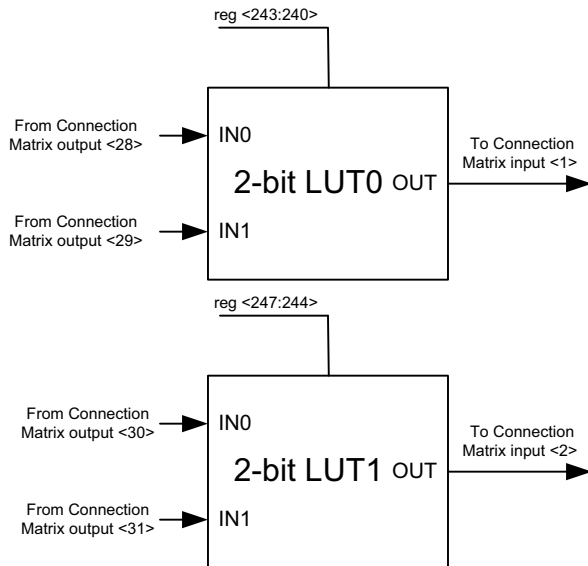 reg <243:240>
From Connection
Matrix output <28>
IN0
To Connection
Matrix input <1>
2-bit LUT0 OUT
From Connection
Matrix output <29>
IN1
reg <247:244>
From Connection
Matrix output <30>
IN0
To Connection
Matrix input <2>
2-bit LUT1 OUT
From Connection
Matrix output <31>
IN1